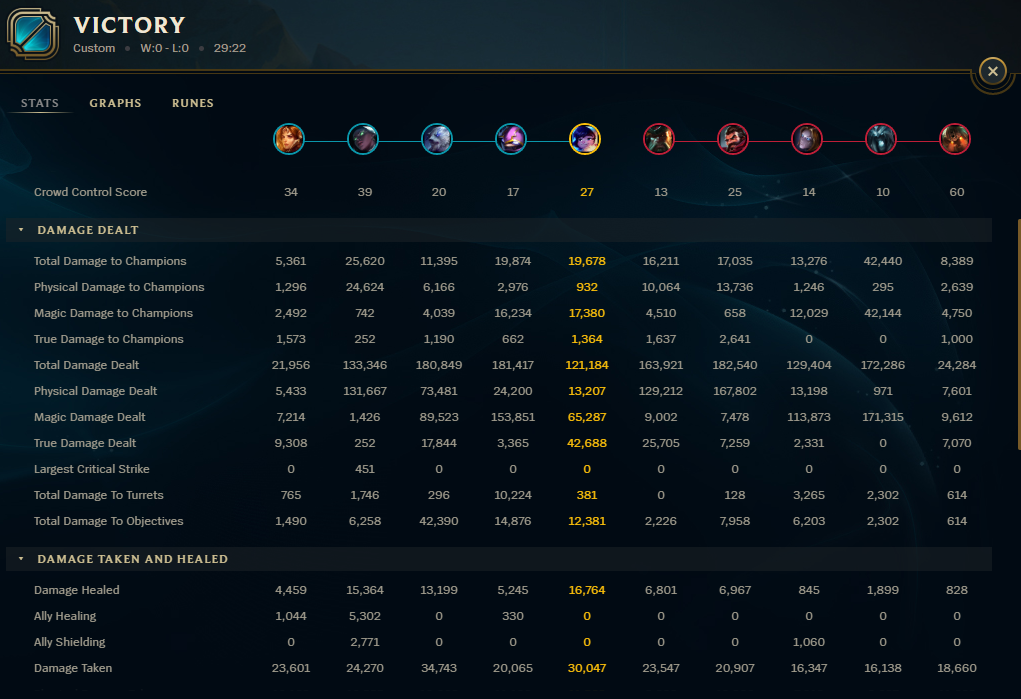 VICTORY
Custom • W:0 - L:0 • 29:22
STATS GRAPHS RUNES
Crowd Control Score 34 39 20 17 27 13 25 14 10 60
DAMAGE DEALT
Total Damage to Champions 5,361 25,620 11,395 19,874 19,678 16,211 17,035 13,276 42,440 8,389
Physical Damage to Champions 1,296 24,624 6,166 2,976 932 10,064 13,736 1,246 295 2,639
Magic Damage to Champions 2,492 742 4,039 16,234 17,380 4,510 658 12,029 42,144 4,750
True Damage to Champions 1,573 252 1,190 662 1,364 1,637 2,641 0 0 1,000
Total Damage Dealt 21,956 133,346 180,849 181,417 121,184 163,921 182,540 129,404 172,286 24,284
Physical Damage Dealt 5,433 131,667 73,481 24,200 13,207 129,212 167,802 13,198 971 7,601
Magic Damage Dealt 7,214 1,426 89,523 153,851 65,287 9,002 7,478 113,873 171,315 9,612
True Damage Dealt 9,308 252 17,844 3,365 42,688 25,705 7,259 2,331 0 7,070
Largest Critical Strike 0 451 0 0 0 0 0 0 0 0
Total Damage To Turrets 765 1,746 296 10,224 381 0 128 3,265 2,302 614
Total Damage To Objectives 1,490 6,258 42,390 14,876 12,381 2,226 7,958 6,203 2,302 614
DAMAGE TAKEN AND HEALED
Damage Healed 4,459 15,364 13,199 5,245 16,764 6,801 6,967 845 1,899 828
Ally Healing 1,044 5,302 0 330 0 0 0 0 0 0
Ally Shielding 0 2,771 0 0 0 0 0 1,060 0 0
Damage Taken 23,601 24,270 34,743 20,065 30,047 23,547 20,907 16,347 16,138 18,660